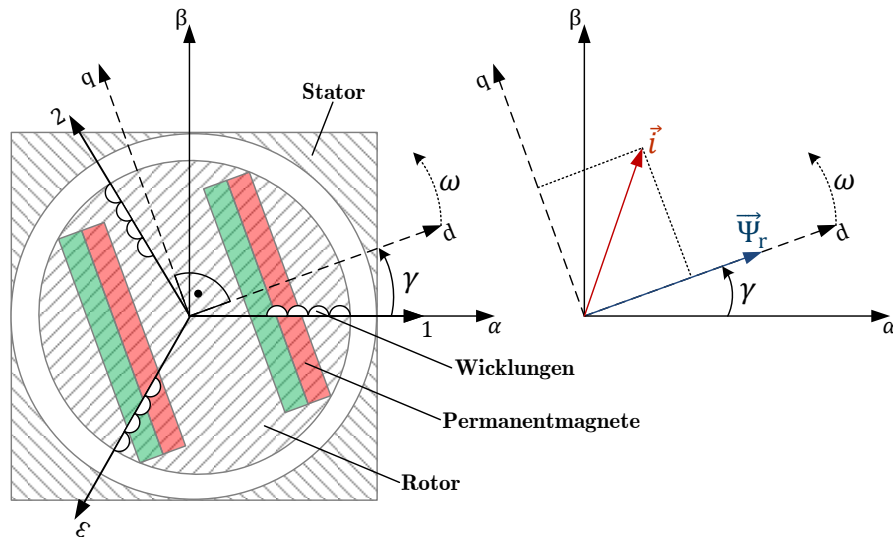 β
q
2
Stator
ω
d
γ
1
α
Wicklungen
Permanentmagnete
Rotor
3
β
q
i
ω
Ψr
d
γ
α